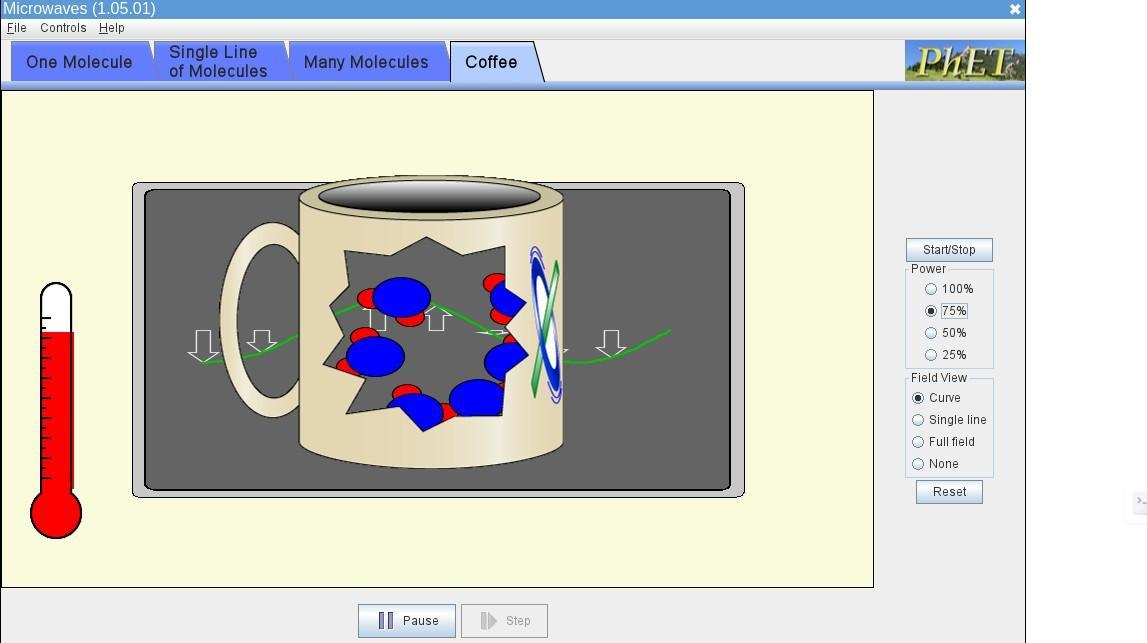 Microwaves (1.05.01)
File Controls Help
One Molecule
Single Line
of Molecules
Many Molecules
Coffee
PhET
Start/Stop
Power
100%
75%
50%
25%
Field View
Curve
Single line
Full field
None
Reset
Pause
Step